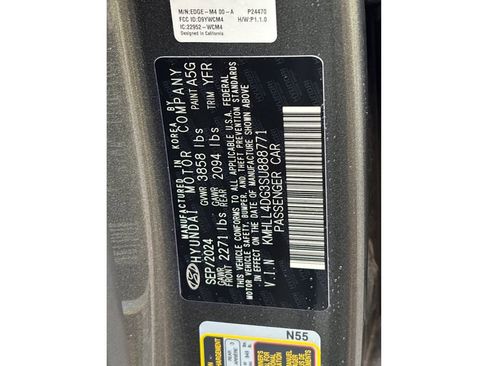 M/N:EDGE-M4 00-A P24470
FCC ID:O9YWCM4 H/W:P1.1.0
IC:22952-WCM4
Designed in California
MANUFACTURED IN KOREA BY
HYUNDAI MOTOR COMPANY
SEP/2024 GVWR 3858 lbs PAINT A5G
GAWR FRONT 2271 lbs GAWR REAR 2094 lbs TRIM YFR
THIS VEHICLE CONFORMS TO ALL APPLICABLE U.S.A. FEDERAL
MOTOR VEHICLE SAFETY, BUMPER, AND THEFT PREVENTION STANDARDS
IN EFFECT ON THE DATE OF MANUFACTURE SHOWN ABOVE
V.I.N KMHLL4DG3SU888771
PASSENGER CAR
N55